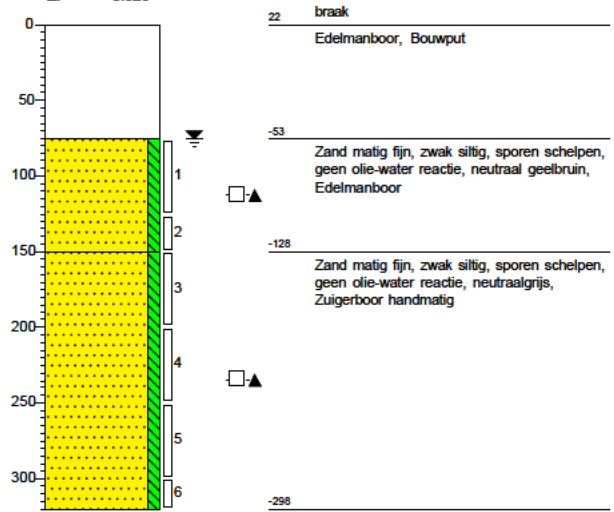 0
50
100
150
200
250
300
1
2
3
4
5
6
22 braak
Edelmanboor, Bouwput
-53
Zand matig fijn, zwak siltig, sporen schelpen,
geen olie-water reactie, neutraal geelbruin,
Edelmanboor
-128
Zand matig fijn, zwak siltig, sporen schelpen,
geen olie-water reactie, neutraalgrijs,
Zuigerboor handmatig
-298